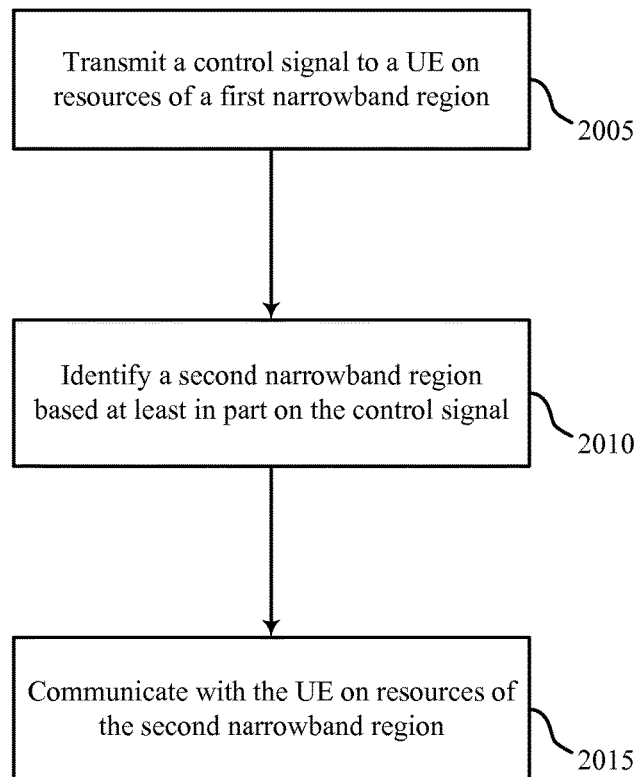 Transmit a control signal to a UE on
resources of a first narrowband region
2005
Identify a second narrowband region
based at least in part on the control signal
2010
Communicate with the UE on resources of
the second narrowband region
2015